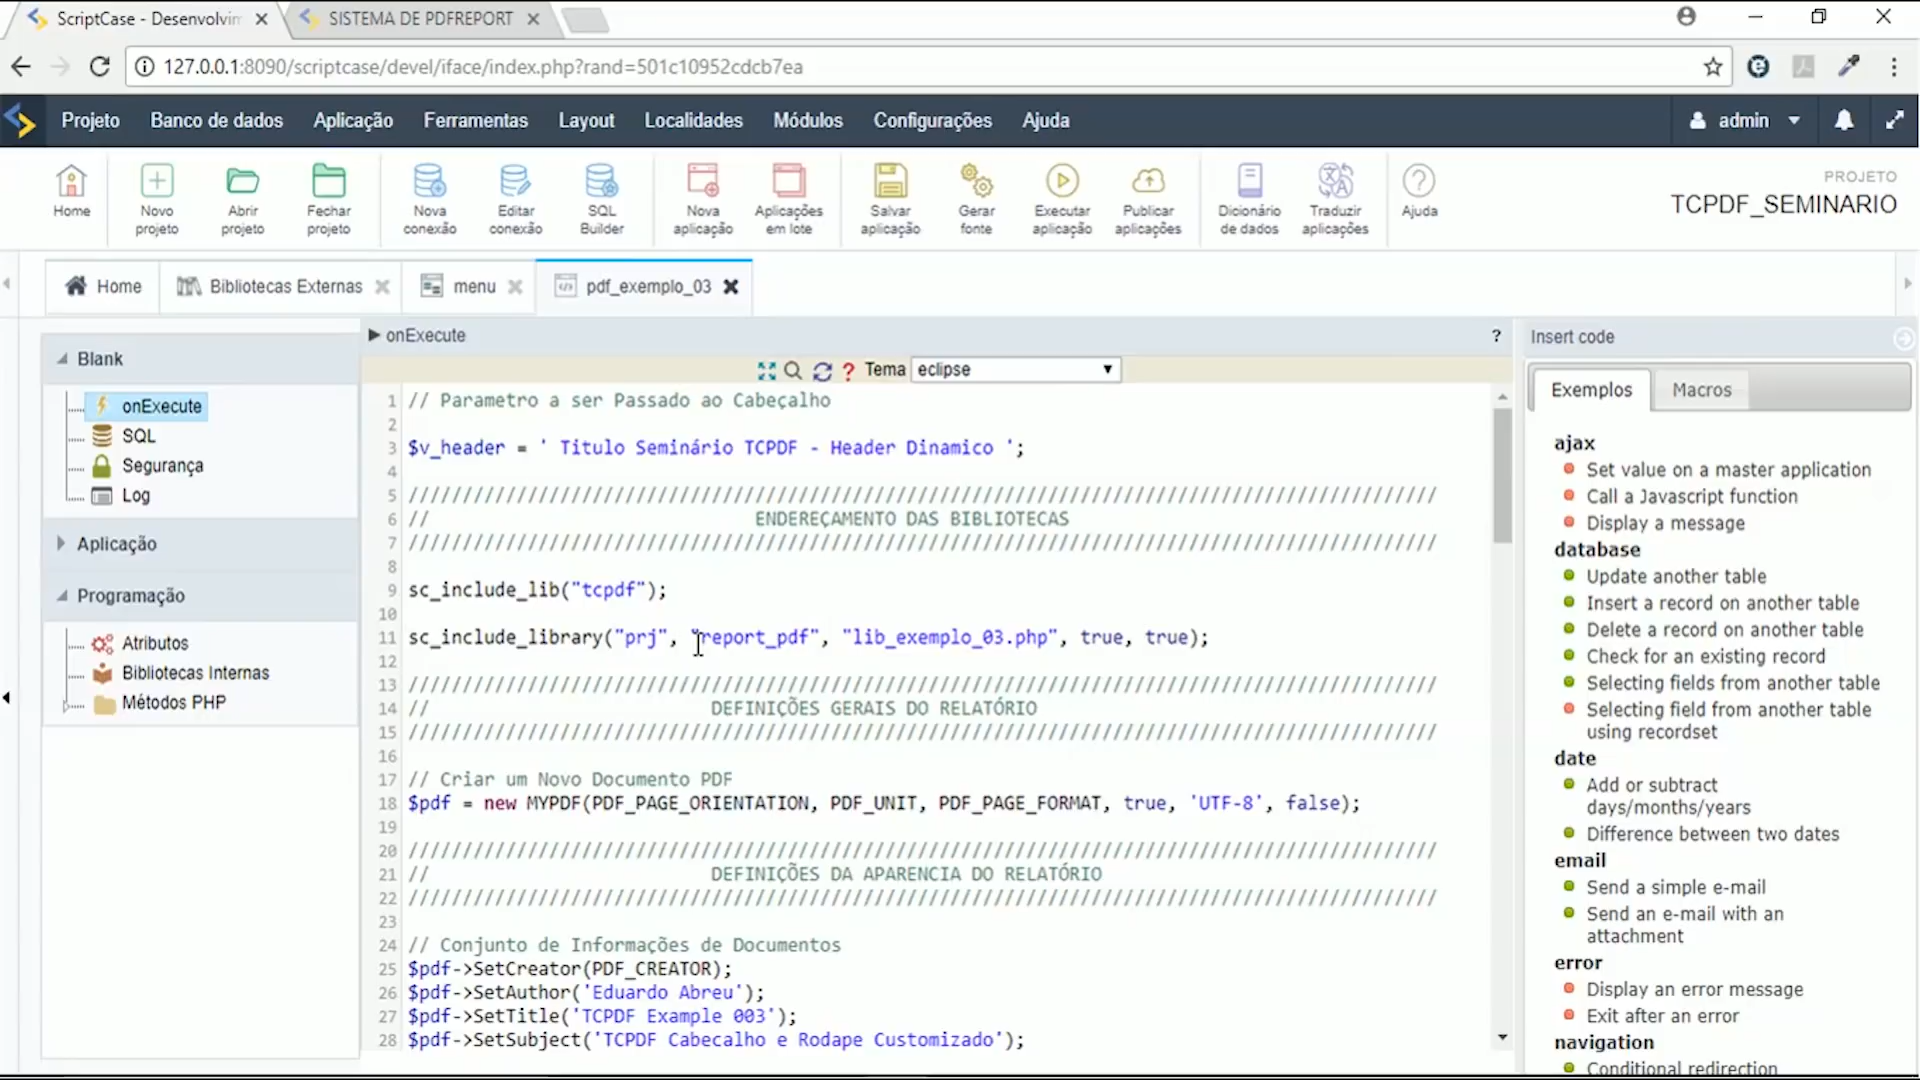 ScriptCase - Desenvolvim
SISTEMA DE PDFREPORT
127.0.0.1:8090/scriptcase/devel/iface/index.php?rand=501c10952cdcb7ea
Projeto Banco de dados Aplicação Ferramentas Layout Localidades Módulos Configurações Ajuda admin
Home
Novo projeto
Abrir projeto
Fechar projeto
Nova conexão
Editar conexão
SQL Builder
Nova aplicação
Aplicações em lote
Salvar aplicação
Gerar fonte
Executar aplicação
Publicar aplicações
Dicionário de dados
Traduzir aplicações
Ajuda
PROJETO
TCPDF_SEMINARIO
Home Bibliotecas Externas menu pdf_exemplo_03
Blank
onExecute
SQL
Segurança
Log
Aplicação
Programação
Atributos
Bibliotecas Internas
Métodos PHP
onExecute ?
? Tema eclipse
1 // Parametro a ser Passado ao Cabeçalho
2
3 $v_header = ' Titulo Seminário TCPDF - Header Dinamico ';
4
5 ///////////////////////////////////////////////////////////////////////////////////////////////
6 // ENDEREÇAMENTO DAS BIBLIOTECAS
7 ///////////////////////////////////////////////////////////////////////////////////////////////
8
9 sc_include_lib("tcpdf");
10
11 sc_include_library("prj", "report_pdf", "lib_exemplo_03.php", true, true);
12
13 ///////////////////////////////////////////////////////////////////////////////////////////////
14 // DEFINIÇÕES GERAIS DO RELATÓRIO
15 ///////////////////////////////////////////////////////////////////////////////////////////////
16
17 // Criar um Novo Documento PDF
18 $pdf = new MYPDF(PDF_PAGE_ORIENTATION, PDF_UNIT, PDF_PAGE_FORMAT, true, 'UTF-8', false);
19
20 ///////////////////////////////////////////////////////////////////////////////////////////////
21 // DEFINIÇÕES DA APARENCIA DO RELATÓRIO
22 ///////////////////////////////////////////////////////////////////////////////////////////////
23
24 // Conjunto de Informações de Documentos
25 $pdf->SetCreator(PDF_CREATOR);
26 $pdf->SetAuthor('Eduardo Abreu');
27 $pdf->SetTitle('TCPDF Example 003');
28 $pdf->SetSubject('TCPDF Cabecalho e Rodape Customizado');
Insert code
Exemplos Macros
ajax
Set value on a master application
Call a Javascript function
Display a message
database
Update another table
Insert a record on another table
Delete a record on another table
Check for an existing record
Selecting fields from another table
Selecting field from another table
using recordset
date
Add or subtract
days/months/years
Difference between two dates
email
Send a simple e-mail
Send an e-mail with an
attachment
error
Display an error message
Exit after an error
navigation
Conditional redirection